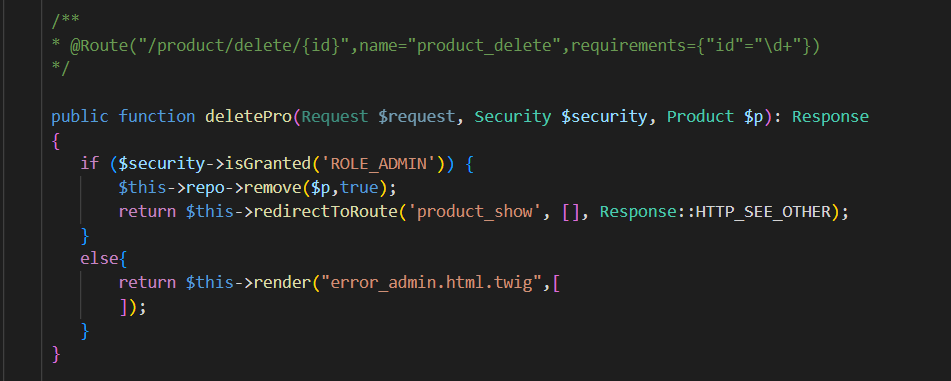 /**
* @Route("/product/delete/{id}",name="product_delete",requirements={"id"="\d+"})
*/
public function deletePro(Request $request, Security $security, Product $p): Response
{
if ($security->isGranted('ROLE_ADMIN')) {
$this->repo->remove($p,true);
return $this->redirectToRoute('product_show', [], Response::HTTP_SEE_OTHER);
}
else{
return $this->render("error_admin.html.twig",[
]);
}
}